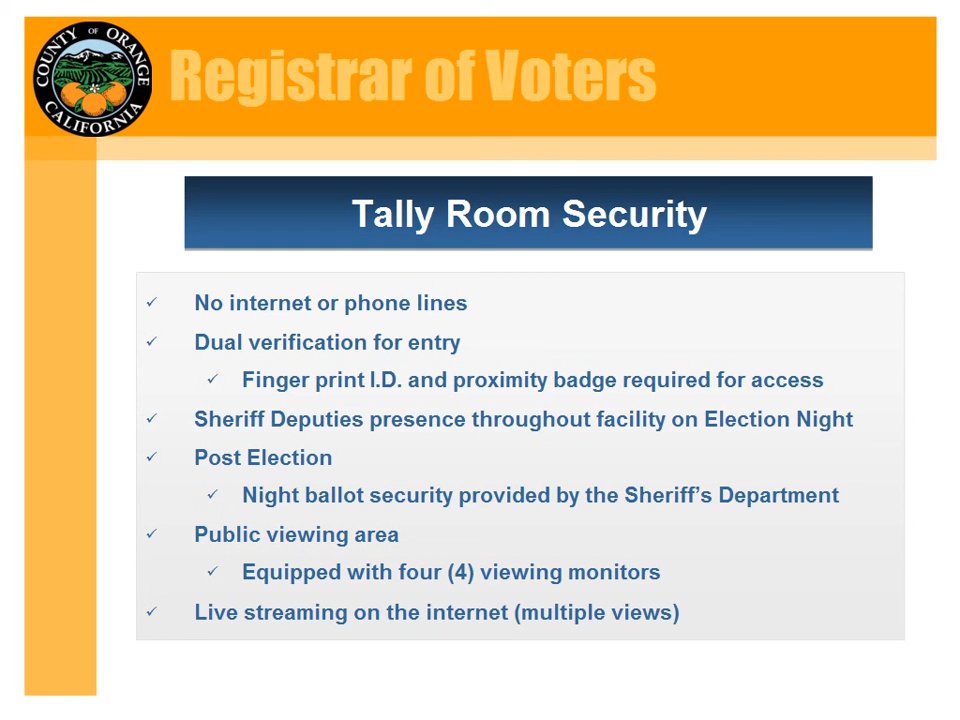 COUNTY OF ORANGE
CALIFORNIA
Registrar of Voters
Tally Room Security
No internet or phone lines
Dual verification for entry
Finger print I.D. and proximity badge required for access
Sheriff Deputies presence throughout facility on Election Night
Post Election
Night ballot security provided by the Sheriff’s Department
Public viewing area
Equipped with four (4) viewing monitors
Live streaming on the internet (multiple views)